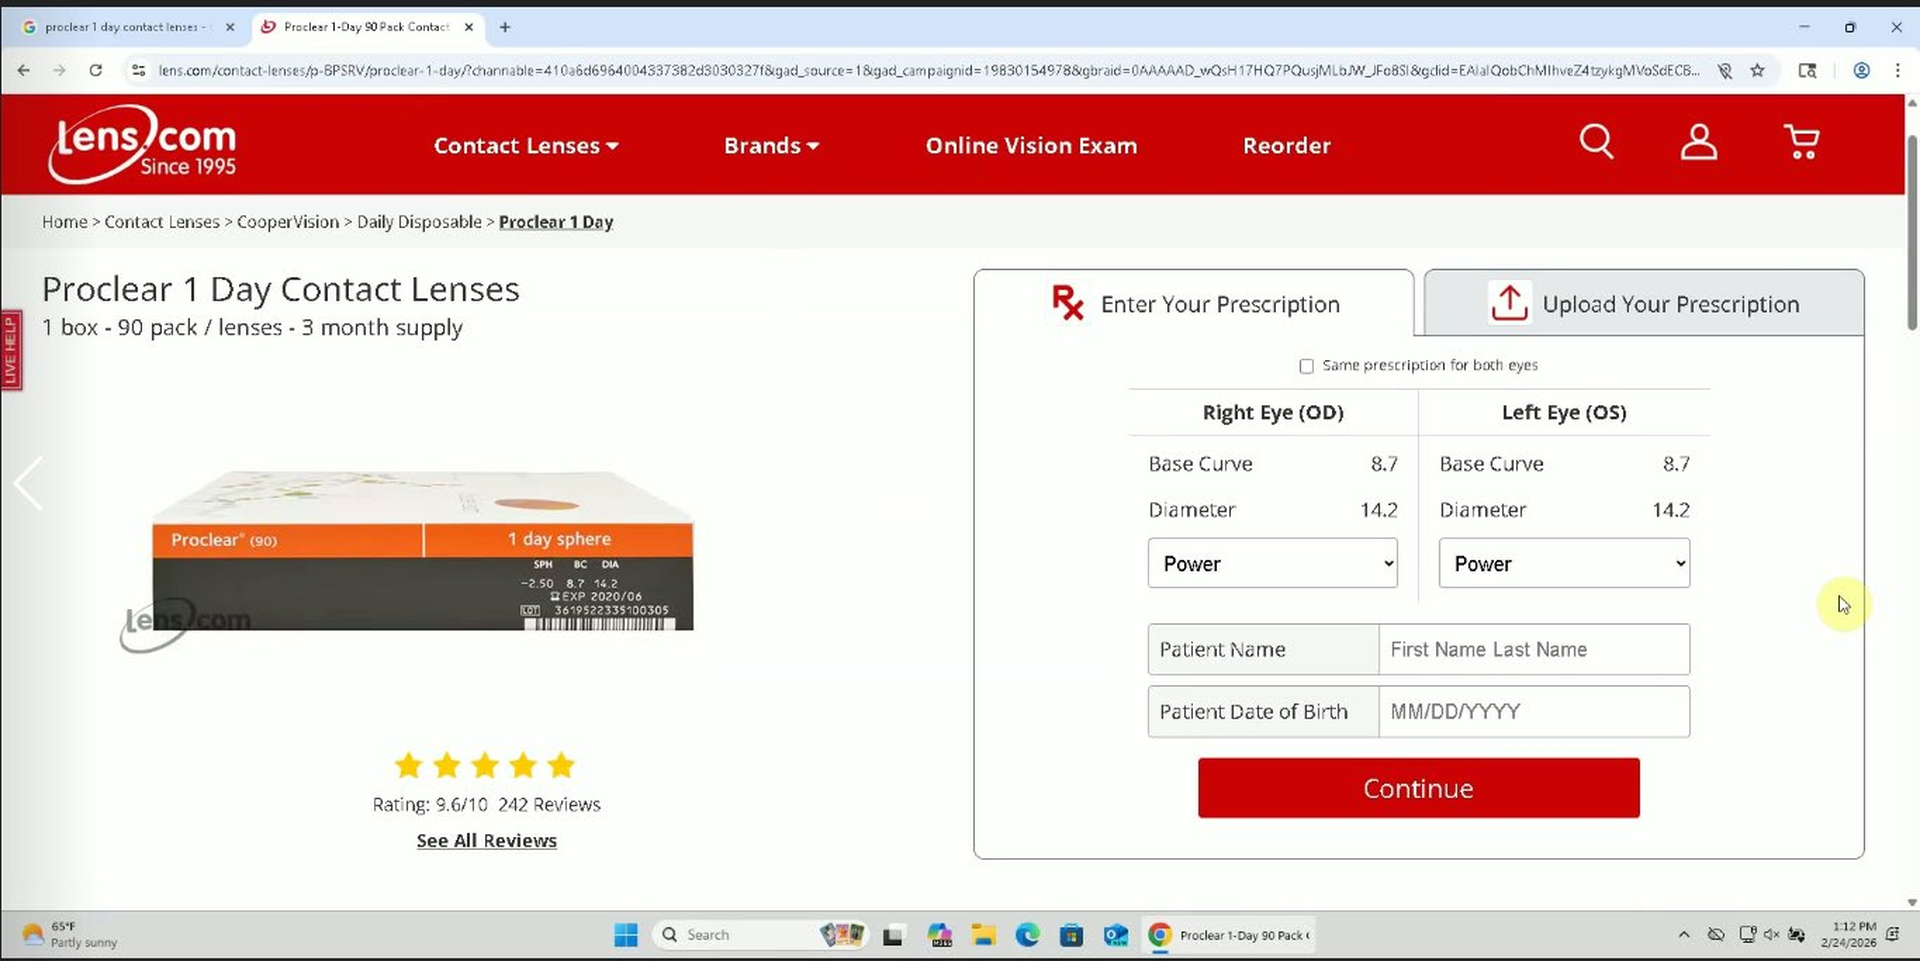 proclear 1 day contact lenses -
Proclear 1-Day 90 Pack Contact
lens.com/contact-lenses/p-BPSRV/proclear-1-day/?channable=410a6d6964004337382d3030327f&gad_source=1&gad_campaignid=19830154978&gbraid=0AAAAAD_wQsH17HQ7PQusjMLbJW_JFo8SI&gclid=EAIaIQobChMIhveZ4tzykgMVoSdECB...
Lens.com
Since 1995
Contact Lenses
Brands
Online Vision Exam
Reorder
Home > Contact Lenses > CooperVision > Daily Disposable > Proclear 1 Day
Proclear 1 Day Contact Lenses
1 box - 90 pack / lenses - 3 month supply
LIVE HELP
Proclear® (90)
1 day sphere
SPH BC DIA
-2.50 8.7 14.2
EXP 2020/06
LOT 3619522335100305
Lens.com
Rating: 9.6/10 242 Reviews
See All Reviews
Rx Enter Your Prescription
Upload Your Prescription
Same prescription for both eyes
Right Eye (OD)
Left Eye (OS)
Base Curve 8.7
Base Curve 8.7
Diameter 14.2
Diameter 14.2
Power
Power
Patient Name
First Name Last Name
Patient Date of Birth
MM/DD/YYYY
Continue
65°F
Partly sunny
Search
Proclear 1-Day 90 Pack
1:12 PM
2/24/2026